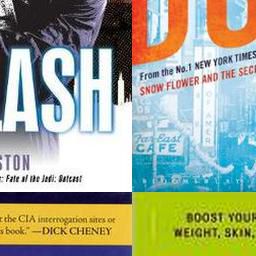 LASH
STON
: Fate of the Jedi: Outcast
t the CIA interrogation sites or
s book." —DICK CHENEY
From the No.1 NEW YORK TIMES
SNOW FLOWER AND THE SEC
Far-East
CAFE
BOOST YOUR
WEIGHT, SKIN,